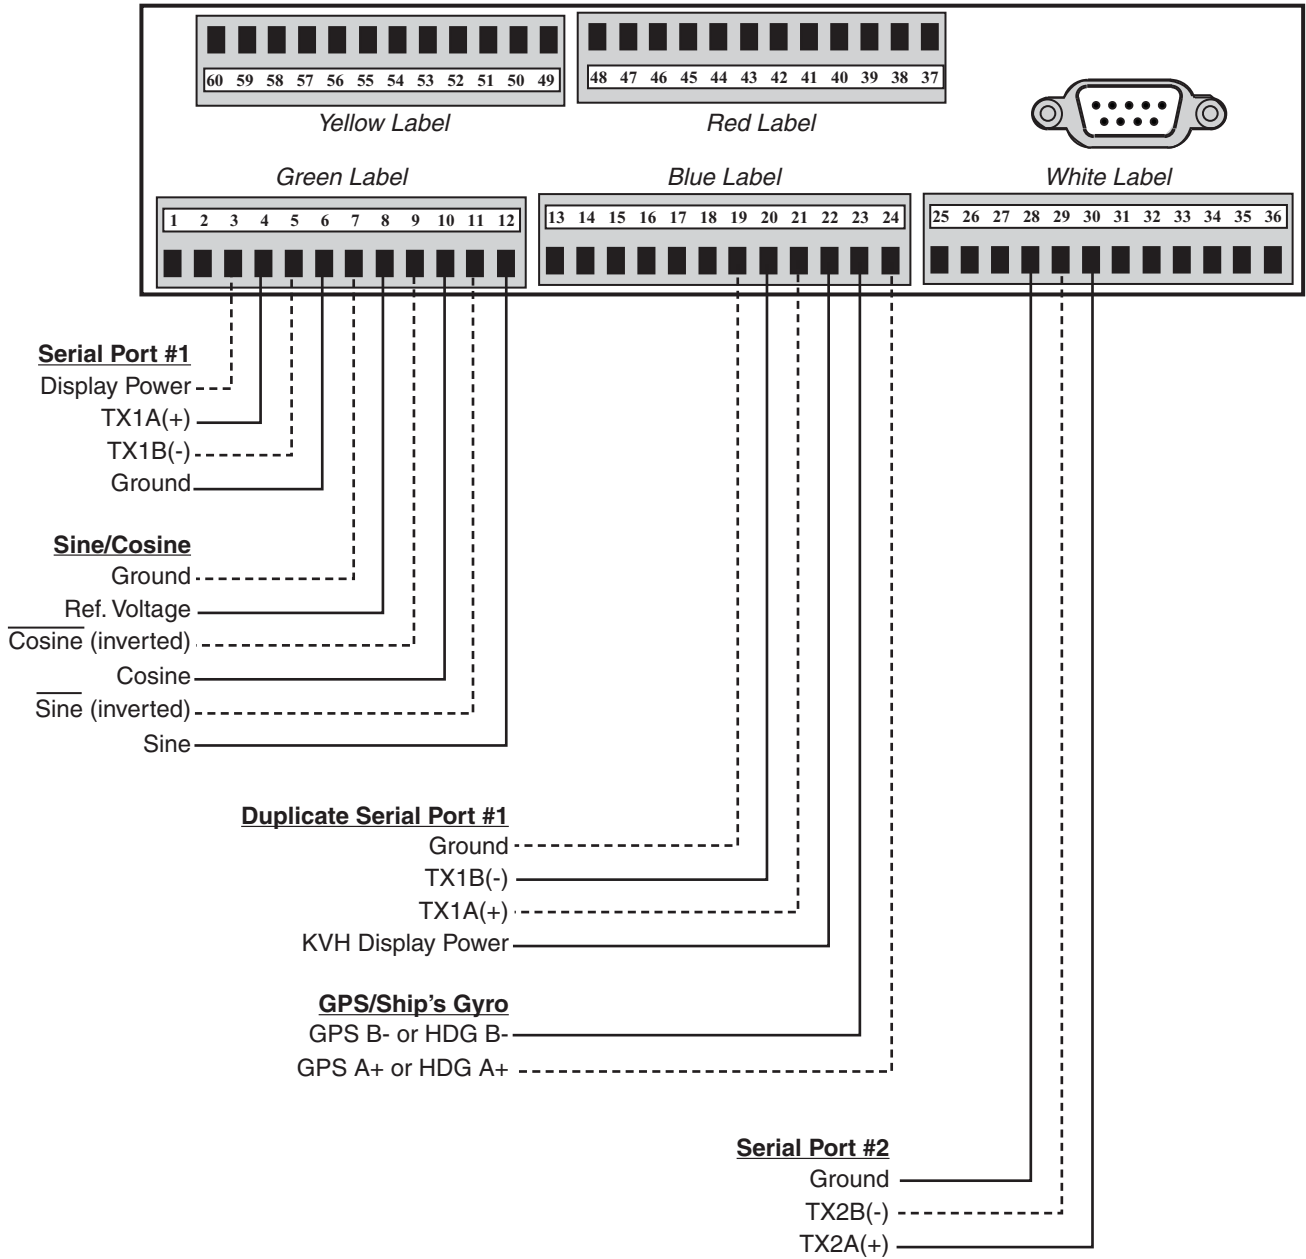 60 59 58 57 56 55 54 53 52 51 50 49
48 47 46 45 44 43 42 41 40 39 38 37
Yellow Label
Red Label
Green Label
Blue Label
White Label
1 2 3 4 5 6 7 8 9 10 11 12
13 14 15 16 17 18 19 20 21 22 23 24
25 26 27 28 29 30 31 32 33 34 35 36
Serial Port #1
Display Power
TX1A(+)
TX1B(-)
Ground
Sine/Cosine
Ground
Ref. Voltage
Cosine (inverted)
Cosine
Sine (inverted)
Sine
Duplicate Serial Port #1
Ground
TX1B(-)
TX1A(+)
KVH Display Power
GPS/Ship's Gyro
GPS B- or HDG B-
GPS A+ or HDG A+
Serial Port #2
Ground
TX2B(-)
TX2A(+)